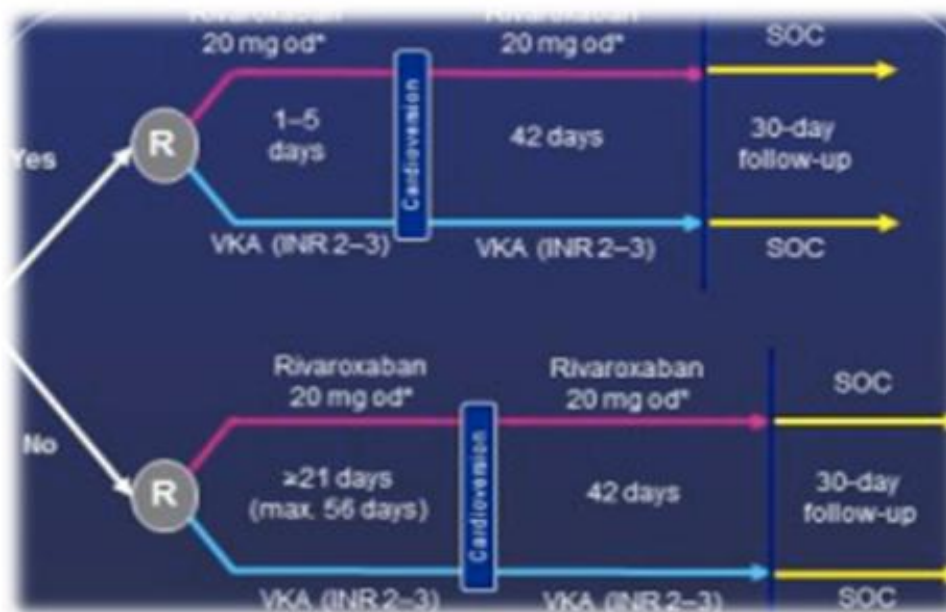 Rivaroxaban
20 mg od*
Rivaroxaban
20 mg od*
SOC
Yes
R
1–5
days
Cardioversion
42 days
30-day
follow-up
VKA (INR 2–3)
VKA (INR 2–3)
SOC
Rivaroxaban
20 mg od*
Rivaroxaban
20 mg od*
SOC
No
R
≥21 days
(max. 56 days)
Cardioversion
42 days
30-day
follow-up
VKA (INR 2–3)
VKA (INR 2–3)
SOC